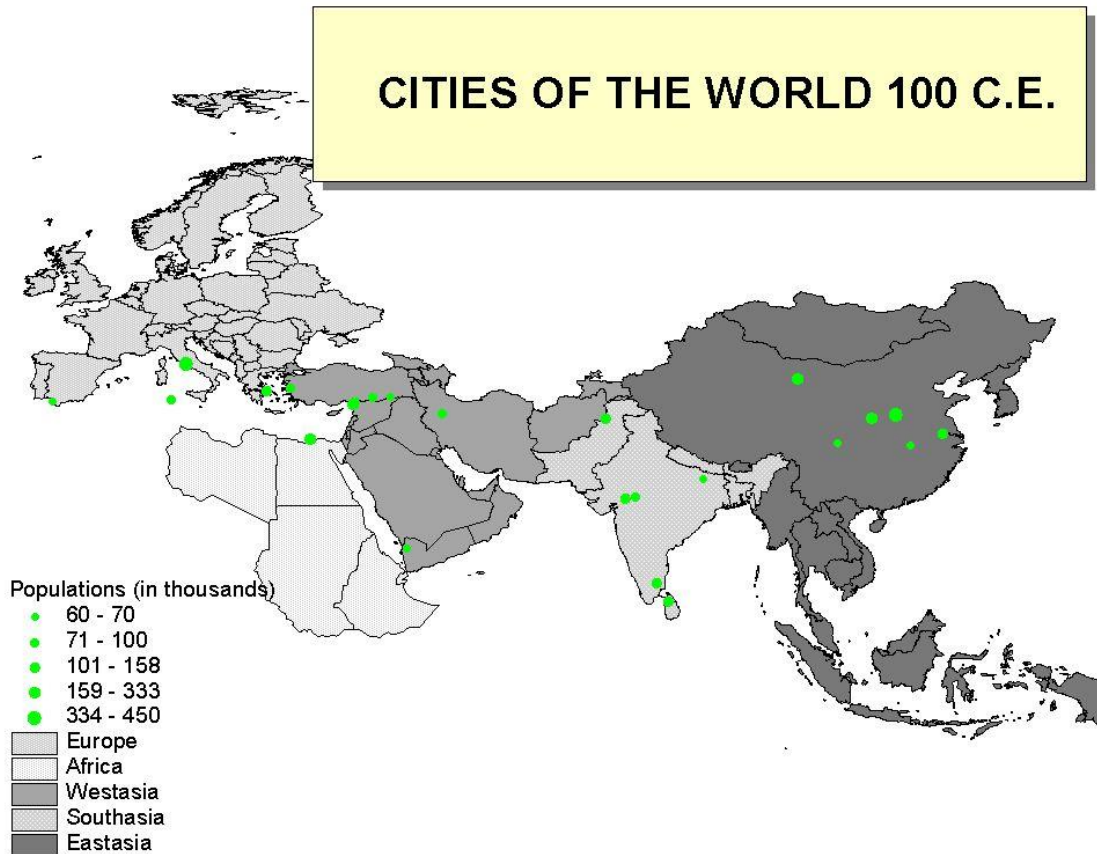 CITIES OF THE WORLD 100 C.E.
Populations (in thousands)
60 - 70
71 - 100
101 - 158
159 - 333
334 - 450
Europe
Africa
Westasia
Southasia
Eastasia